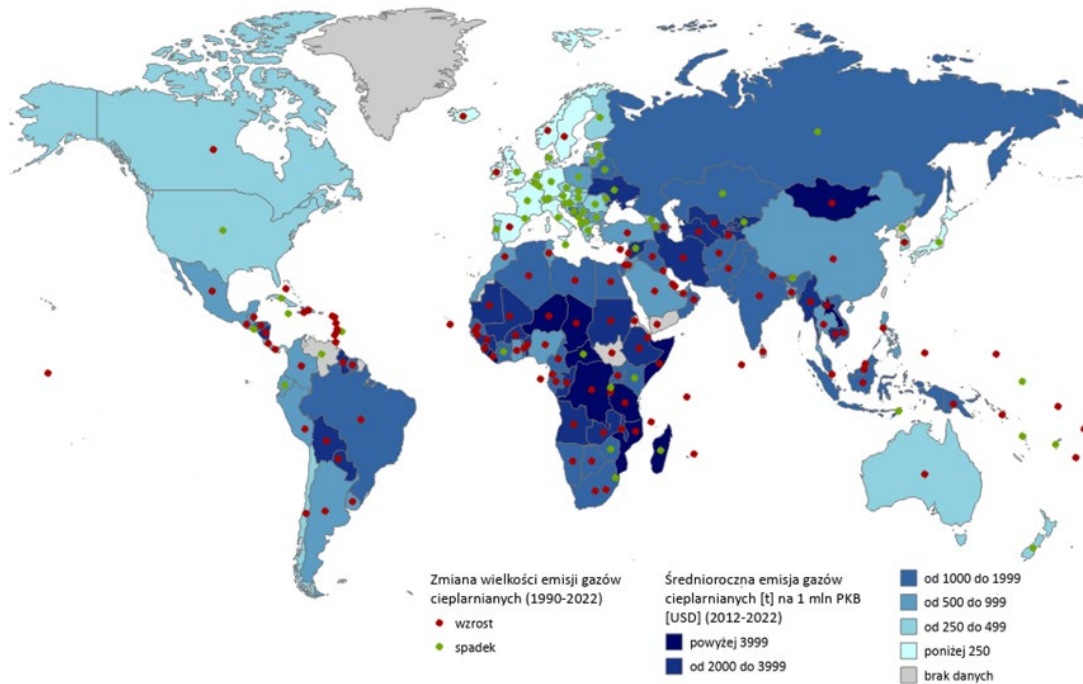 Zmiana wielkości emisji gazów
cieplarnianych (1990-2022)
wzrost
spadek
Średnioroczna emisja gazów
cieplarnianych [t] na 1 mln PKB
[USD] (2012-2022)
powyżej 3999
od 2000 do 3999
od 1000 do 1999
od 500 do 999
od 250 do 499
poniżej 250
brak danych